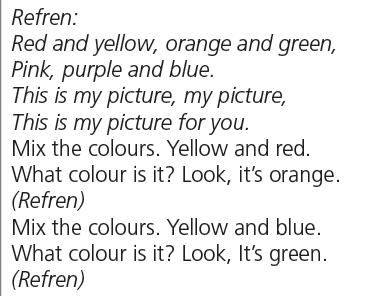 Refren:
Red and yellow, orange and green,
Pink, purple and blue.
This is my picture, my picture,
This is my picture for you.
Mix the colours. Yellow and red.
What colour is it? Look, it’s orange.
(Refren)
Mix the colours. Yellow and blue.
What colour is it? Look, It’s green.
(Refren)